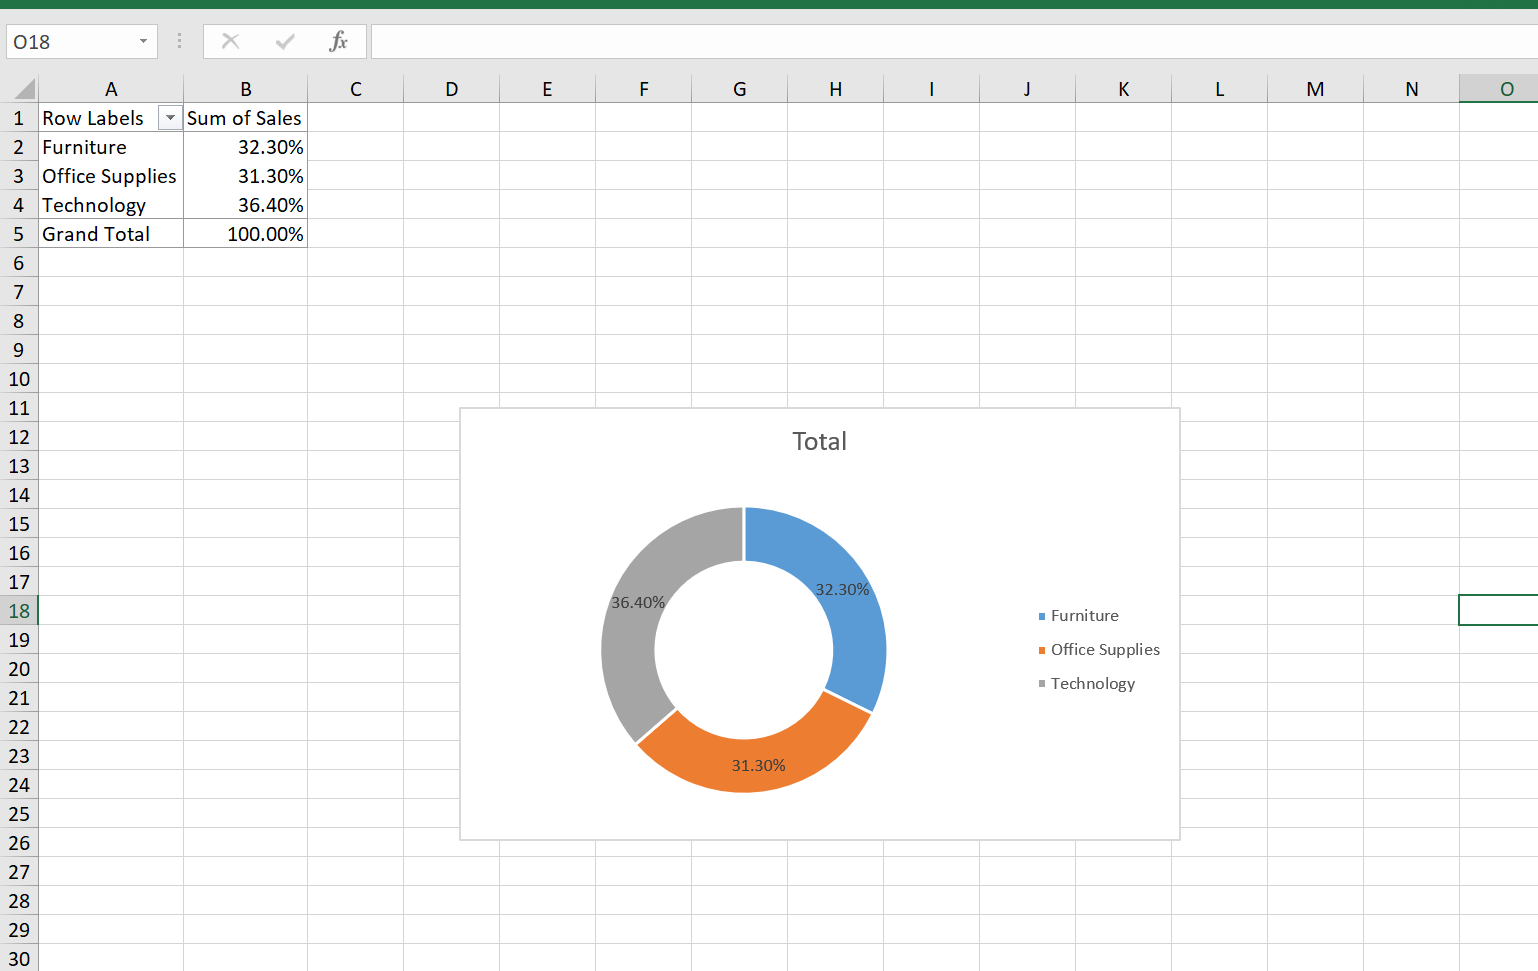 O18
fx
A B C D E F G H I J K L M N O
1 Row Labels Sum of Sales
2 Furniture 32.30%
3 Office Supplies 31.30%
4 Technology 36.40%
5 Grand Total 100.00%
6
7
8
9
10
11
12
13
14
15
16
17
18
19
20
21
22
23
24
25
26
27
28
29
30
Total
32.30%
36.40%
31.30%
Furniture
Office Supplies
Technology